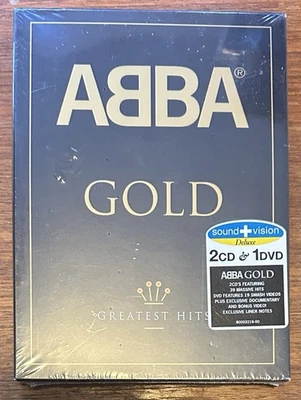 ABBA®
GOLD
GREATEST HITS
sound+vision
Deluxe
2CD & 1DVD
ABBA GOLD
2CD'S FEATURING
39 MASSIVE HITS
DVD FEATURES 19 SMASH VIDEOS
PLUS EXCLUSIVE DOCUMENTARY
AND BONUS VIDEO!
EXCLUSIVE LINER NOTES